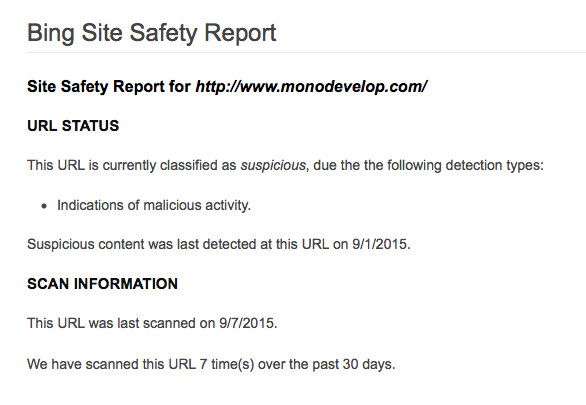 Bing Site Safety Report
Site Safety Report for http://www.monodevelop.com/
URL STATUS
This URL is currently classified as suspicious, due the the following detection types:
• Indications of malicious activity.
Suspicious content was last detected at this URL on 9/1/2015.
SCAN INFORMATION
This URL was last scanned on 9/7/2015.
We have scanned this URL 7 time(s) over the past 30 days.